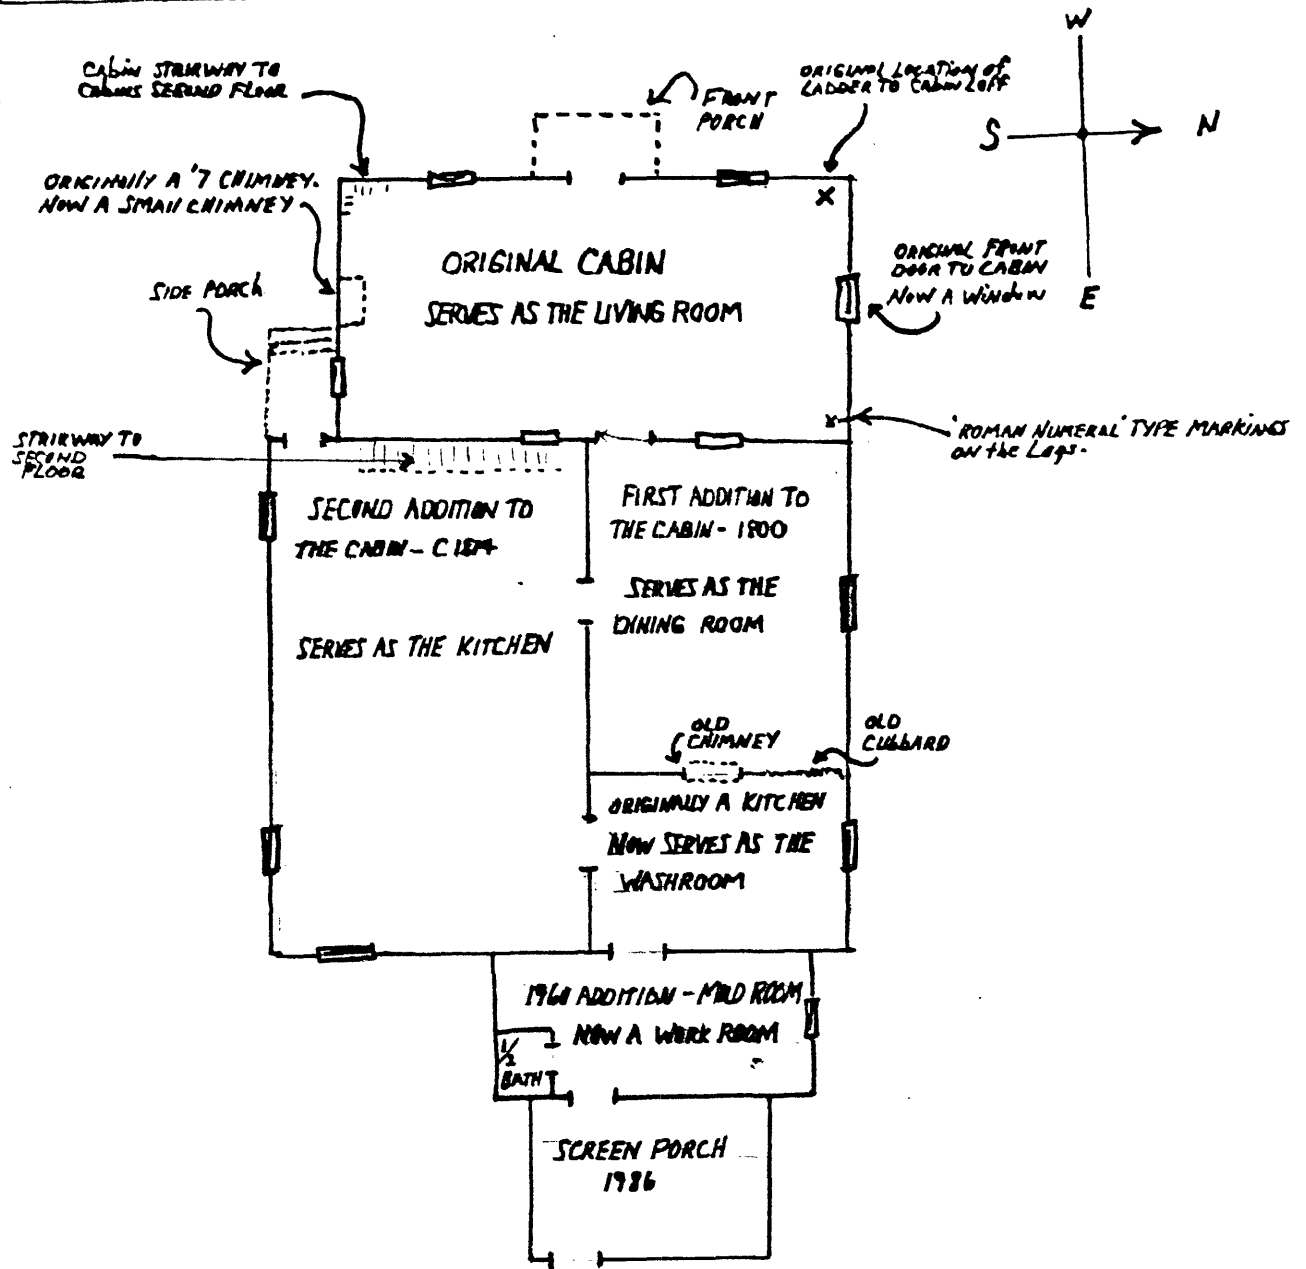 W
S
N
E
CABIN STAIRWAY TO
CABINS SECOND FLOOR
FRONT
PORCH
ORIGINAL LOCATION of
LADDER TO CABIN LOFT
ORIGINALLY A '7 CHIMNEY.
NOW A SMALL CHIMNEY
SIDE PORCH
ORIGINAL CABIN
SERVES AS THE LIVING ROOM
X
ORIGINAL FRONT
DOOR TO CABIN
NOW A WINDOW
x
'ROMAN NUMERAL' TYPE MARKINGS
ON the Logs.
STAIRWAY TO
SECOND
FLOOR
SECOND ADDITION TO
THE CABIN - C 1874
SERVES AS THE KITCHEN
FIRST ADDITION TO
THE CABIN - 1800
SERVES AS THE
DINING ROOM
OLD
CHIMNEY
OLD
CUBBARD
ORIGINALLY A KITCHEN
NOW SERVES AS THE
WASHROOM
ADDITION - MUD ROOM
NOW A WORK ROOM
1/2
BATH
SCREEN PORCH
1986